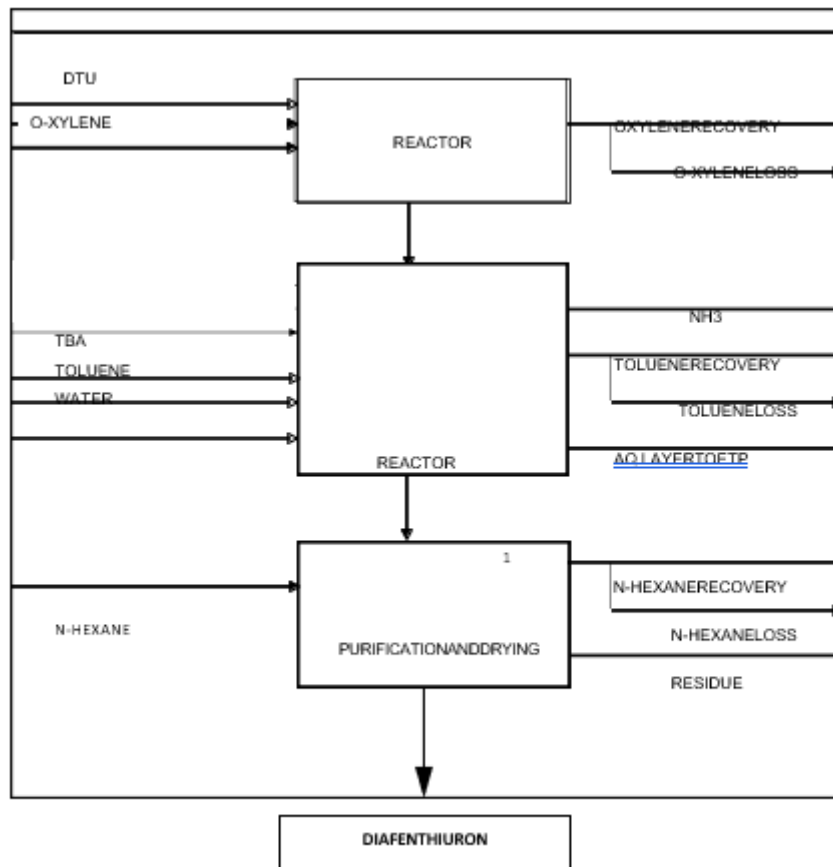 DTU
O-XYLENE
REACTOR
OXYLENERECOVERY
O-XYLENELOSS
TBA
TOLUENE
WATER
REACTOR
NH3
TOLUENERECOVERY
TOLUENELOSS
AQ.LAYERTOETP
N-HEXANE
1
PURIFICATIONANDDRYING
N-HEXANERECOVERY
N-HEXANELOSS
RESIDUE
DIAFENTHIURON